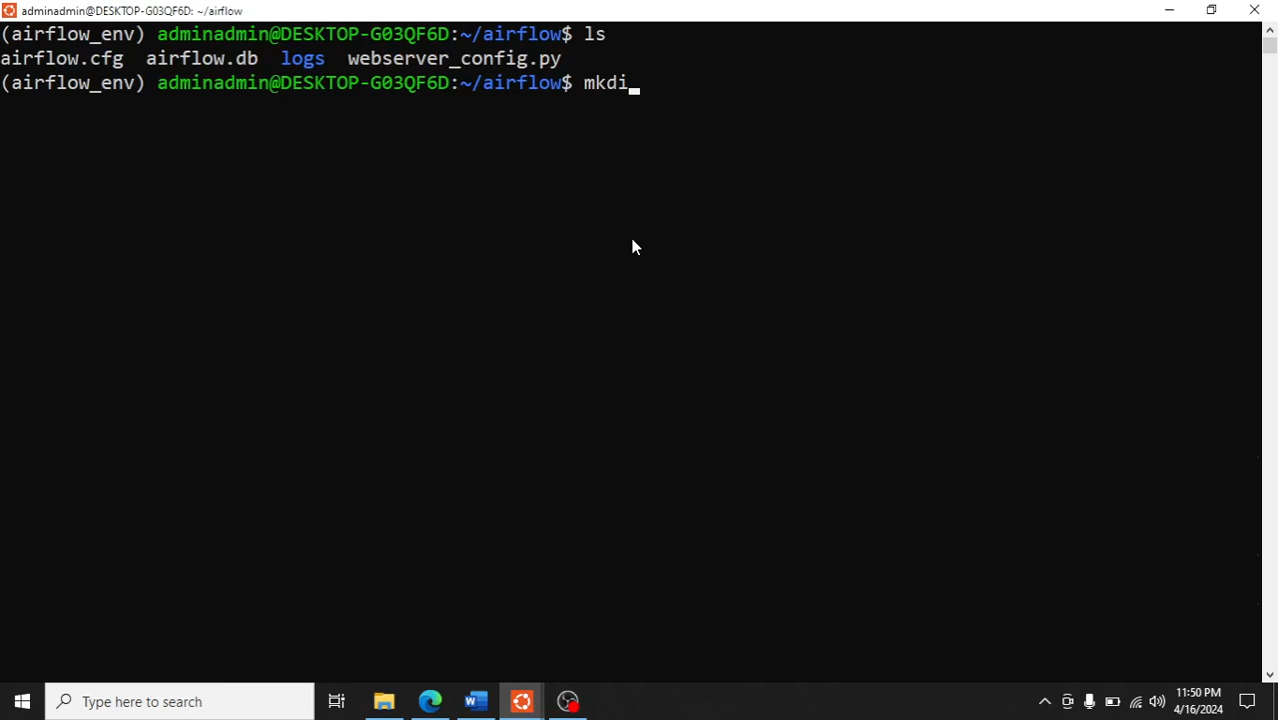 adminadmin@DESKTOP-G03QF6D: ~/airflow
(airflow_env) adminadmin@DESKTOP-G03QF6D:~/airflow$ ls
airflow.cfg  airflow.db  logs  webserver_config.py
(airflow_env) adminadmin@DESKTOP-G03QF6D:~/airflow$ mkdi
Type here to search
11:50 PM
4/16/2024